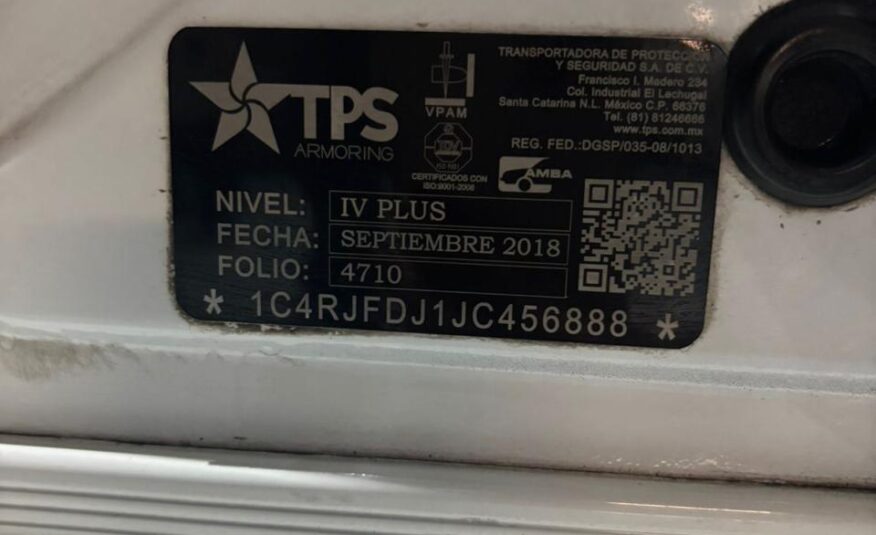 TPS
ARMORING
VPAM
TÜV
CERTIFICADOS CON
ISO:9001-2008
AMBA
TRANSPORTADORA DE PROTECCION
Y SEGURIDAD S.A. DE C.V.
Francisco I. Madero 234
Col. Industrial El Lechugal
Santa Catarina N.L. México C.P. 66376
Tel. (81) 81246666
www.tps.com.mx
REG. FED.:DGSP/035-08/1013
NIVEL: IV PLUS
FECHA: SEPTIEMBRE 2018
FOLIO: 4710
* 1C4RJFDJ1JC456888 *